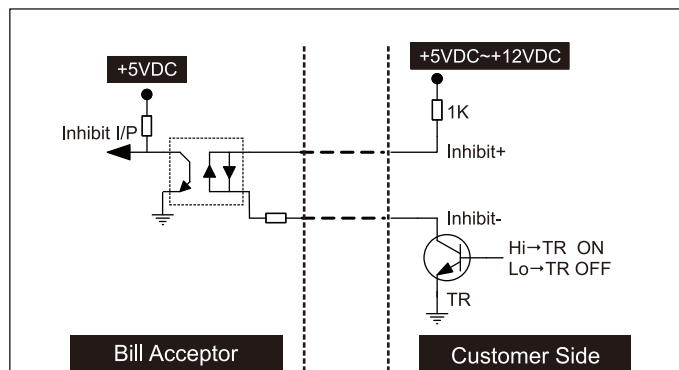 +5VDC
+5VDC~+12VDC
Inhibit I/P
1K
Inhibit+
Inhibit-
Hi→TR ON
Lo→TR OFF
TR
Bill Acceptor
Customer Side